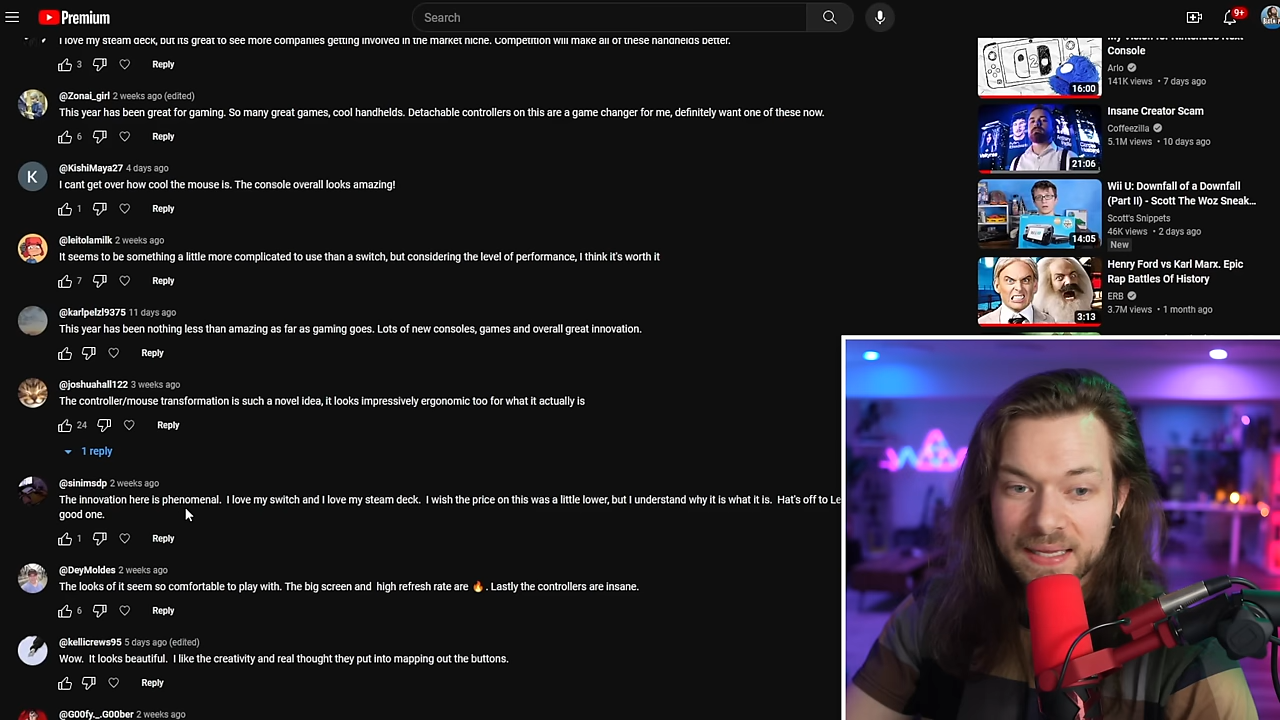 Premium
Search
9+
I love my steam deck, but its great to see more companies getting involved in the market niche. Competition will make all of these handhelds better.
3
Reply
@Zonai_girl 2 weeks ago (edited)
This year has been great for gaming. So many great games, and handhelds. Detachable controllers on this are a game changer for me, definitely want one of these now.
6
Reply
@KishiMaya27 4 days ago
K
I cant get over how cool the mouse is. The console overall looks amazing!
1
Reply
@leitolamilk 2 weeks ago
It seems to be something a little more complicated to use than a switch, but considering the level of performance, I think it's worth it
7
Reply
@karlpelzl9375 11 days ago
This year has been nothing less than amazing as far as gaming goes. Lots of new consoles, games and overall great innovation.
Reply
@joshuahall122 3 weeks ago
The controller/mouse transformation is such a novel idea, it looks impressively ergonomic too for what it actually is
24
Reply
1 reply
@sinimsdp 2 weeks ago
The innovation here is phenomenal. I love my switch and I love my steam deck. I wish the price on this was a little lower, but I understand why it is what it is. Hat's off to Le
good one.
1
Reply
@DeyMoldes 2 weeks ago
The looks of it seem so comfortable to play with. The big screen and high refresh rate are 🔥. Lastly the controllers are insane.
6
Reply
@kellicrews95 5 days ago (edited)
Wow. It looks beautiful. I like the creativity and real thought they put into mapping out the buttons.
Reply
@G00fy._.G00ber 2 weeks ago
My Vision for Nintendo's Next
Console
Arlo
141K views • 7 days ago
2
16:00
Insane Creator Scam
Coffeezilla
5.1M views • 10 days ago
21:06
Wii U: Downfall of a Downfall
(Part II) - Scott The Woz Sneak...
Scott's Snippets
46K views • 2 days ago
New
14:05
Henry Ford vs Karl Marx. Epic
Rap Battles Of History
ERB
3.7M views • 1 month ago
3:13